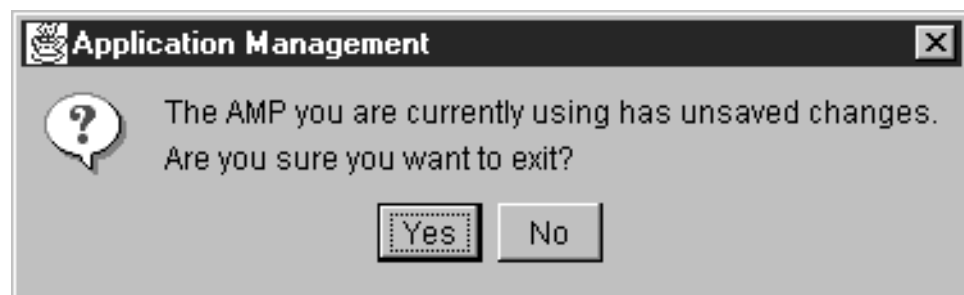 Application Management
The AMP you are currently using has unsaved changes.
Are you sure you want to exit?
Yes No